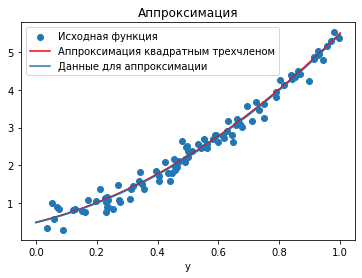 Аппроксимация
Исходная функция
Аппроксимация квадратным трехчленом
Данные для аппроксимации
5
4
3
2
1
0.0 0.2 0.4 0.6 0.8 1.0
y